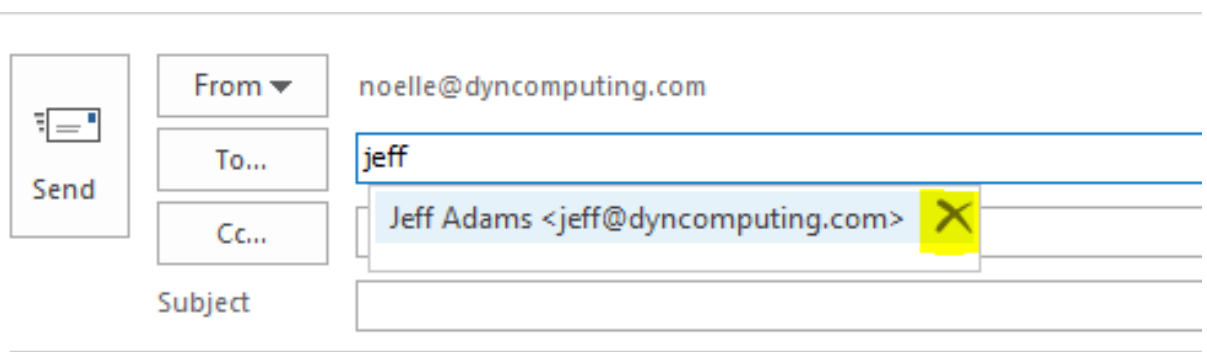 From
noelle@dyncomputing.com
Send
To...
jeff
Jeff Adams <jeff@dyncomputing.com>
Cc...
Subject